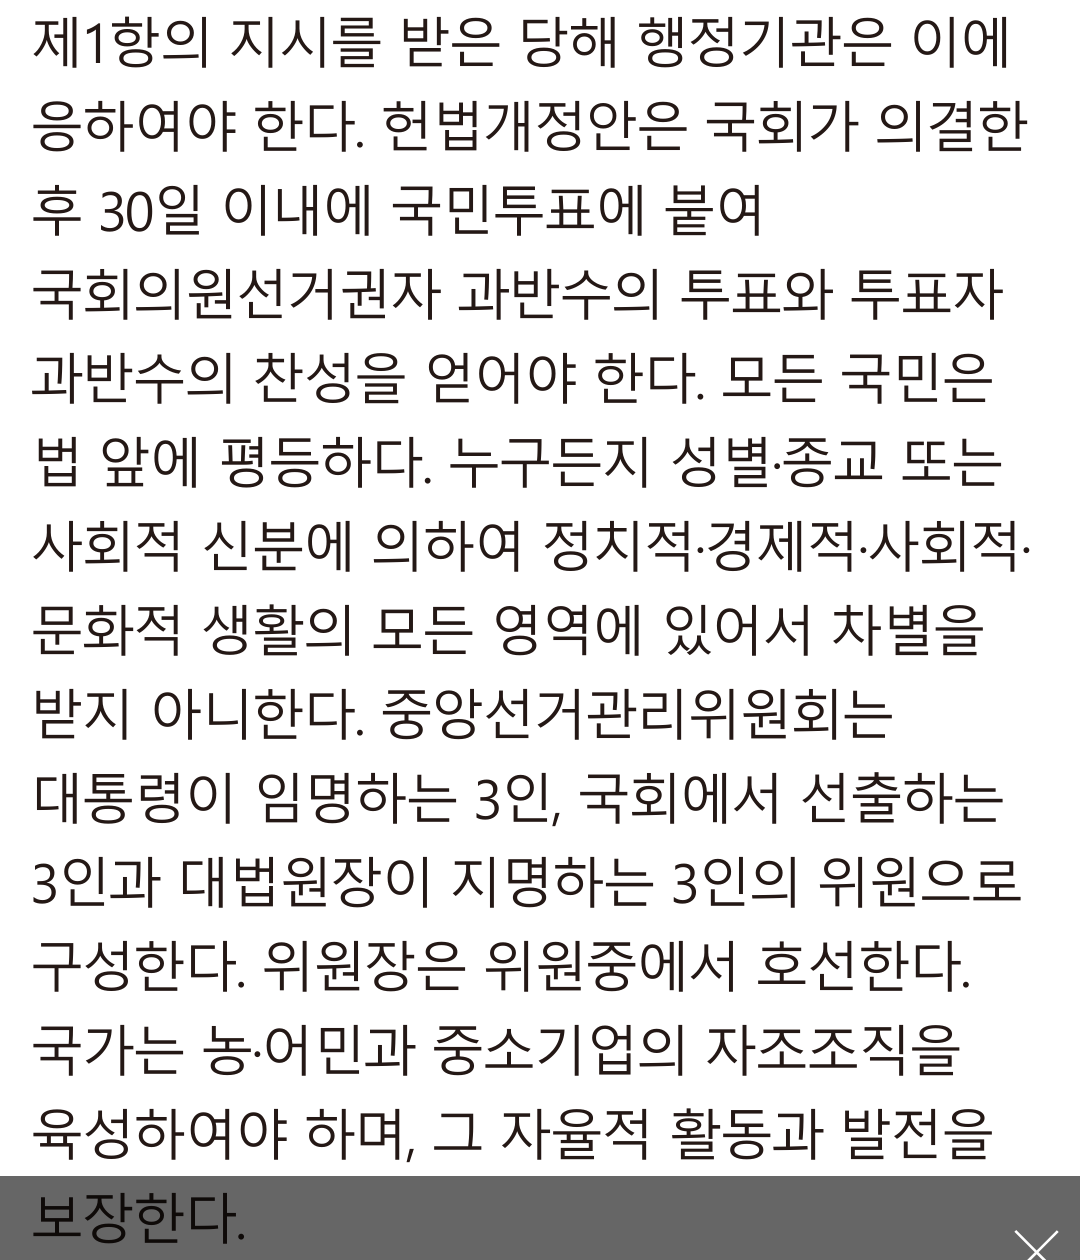 제1항의 지시를 받은 당해 행정기관은 이에
응하여야 한다. 헌법개정안은 국회가 의결한
후 30일 이내에 국민투표에 붙여
국회의원선거권자 과반수의 투표와 투표자
과반수의 찬성을 얻어야 한다. 모든 국민은
법 앞에 평등하다. 누구든지 성별·종교 또는
사회적 신분에 의하여 정치적·경제적·사회적·
문화적 생활의 모든 영역에 있어서 차별을
받지 아니한다. 중앙선거관리위원회는
대통령이 임명하는 3인, 국회에서 선출하는
3인과 대법원장이 지명하는 3인의 위원으로
구성한다. 위원장은 위원중에서 호선한다.
국가는 농·어민과 중소기업의 자조조직을
육성하여야 하며, 그 자율적 활동과 발전을
보장한다.